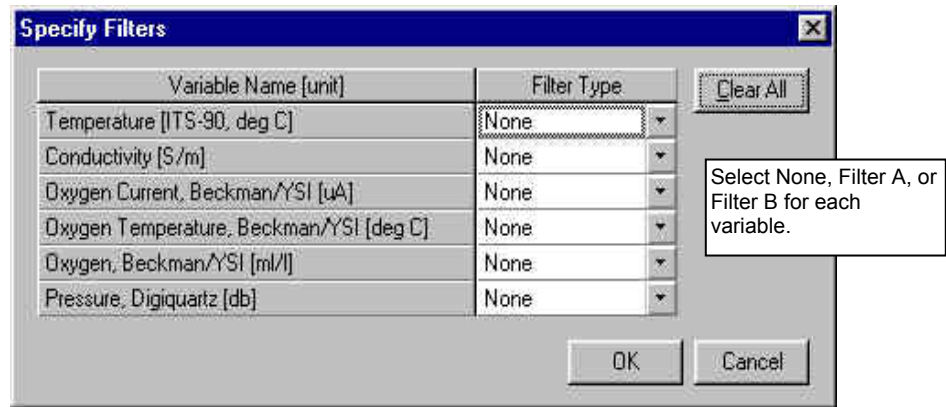 Specify Filters
Variable Name [unit] Filter Type
Clear All
Temperature [ITS-90, deg C] None
Conductivity [S/m] None
Oxygen Current, Beckman/YSI [uA] None
Oxygen Temperature, Beckman/YSI [deg C] None
Oxygen, Beckman/YSI [ml/l] None
Pressure, Digiquartz [db] None
Select None, Filter A, or
Filter B for each
variable.
OK Cancel